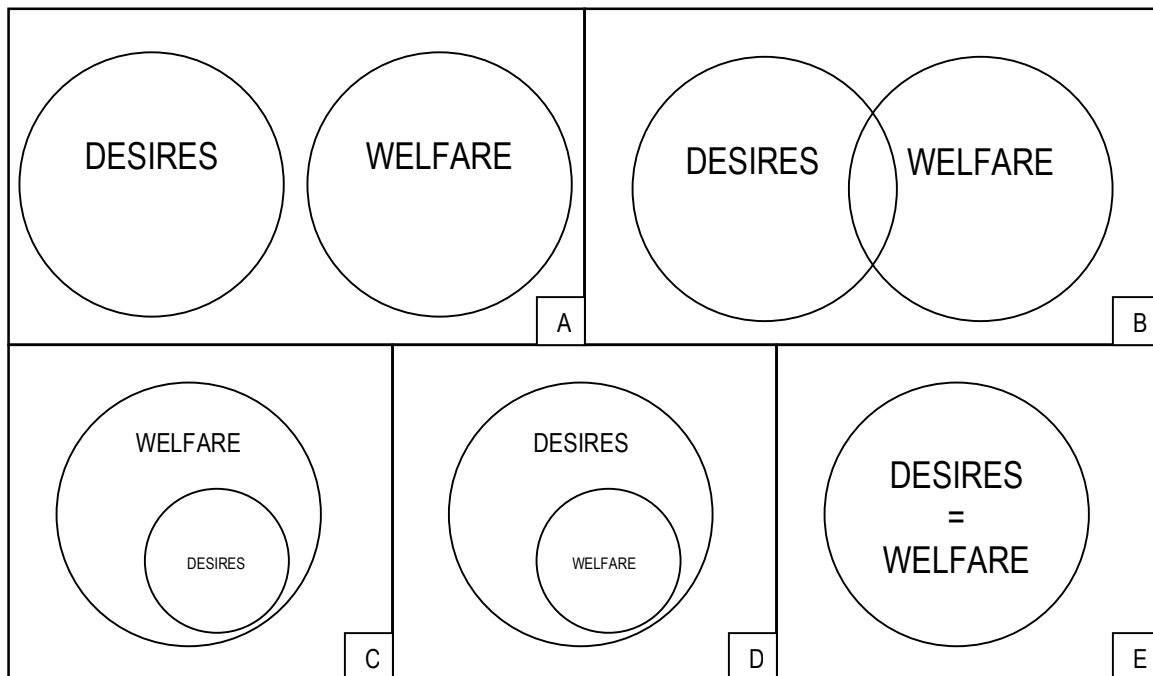 DESIRES
WELFARE
A
DESIRES
WELFARE
B
WELFARE
DESIRES
C
DESIRES
WELFARE
D
DESIRES
=
WELFARE
E